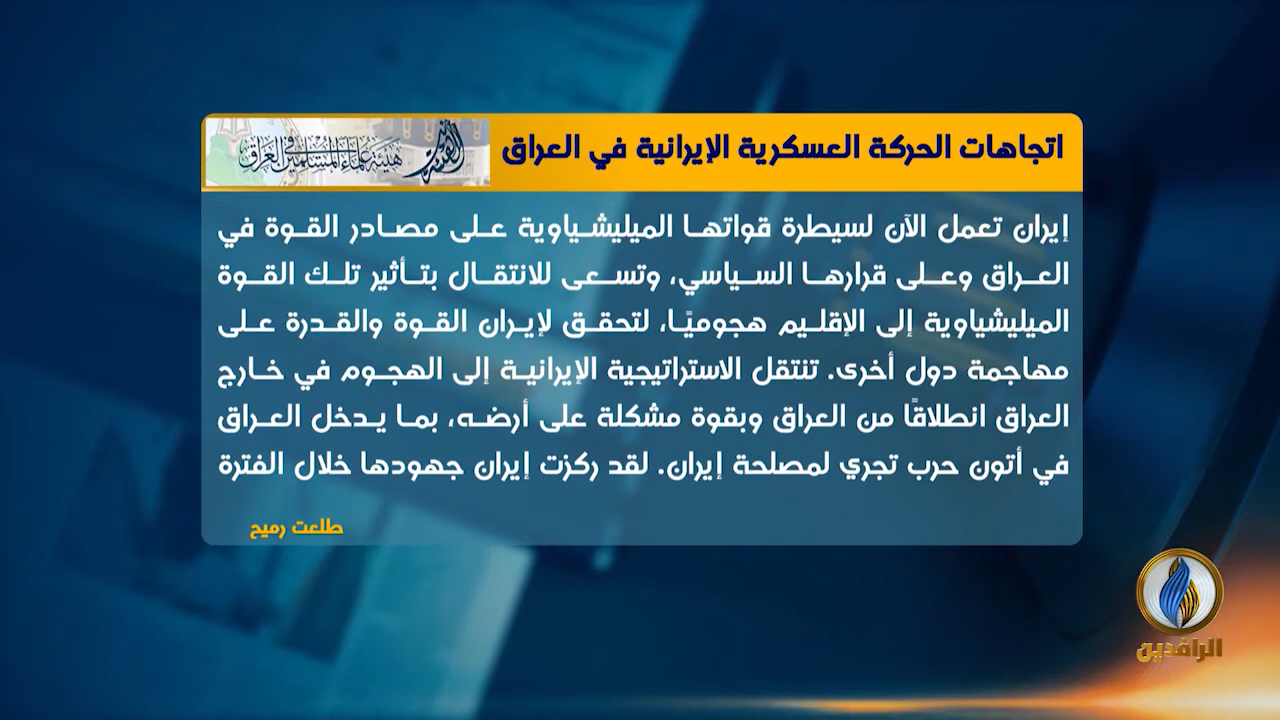 اتجاهات الحركة العسكرية الإيرانية في العراق
هيئة علماء المسلمين في العراق
إيران تعمل الآن لسيطرة قواتها الميليشياوية على مصادر القوة في
العراق وعلى قرارها السياسي، وتسعى للانتقال بتأثير تلك القوة
الميليشياوية إلى الإقليم هجوميًا، لتحقق لإيران القوة والقدرة على
مهاجمة دول أخرى. تنتقل الاستراتيجية الإيرانية إلى الهجوم في خارج
العراق انطلاقًا من العراق وبقوة مشكلة على أرضه، بما يدخل العراق
في أتون حرب تجري لمصلحة إيران. لقد ركزت إيران جهودها خلال الفترة
طلعت رميح
الرافدين